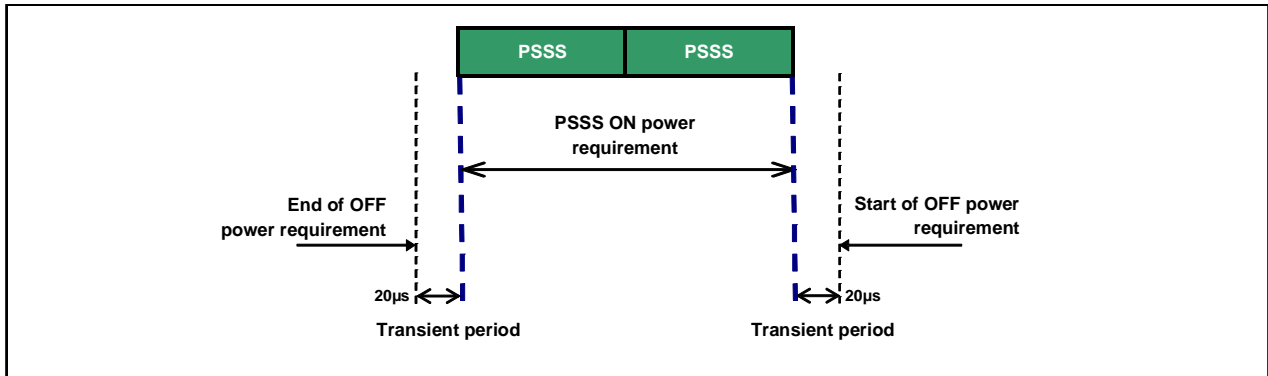 PSSS PSSS
PSSS ON power
requirement
End of OFF
power requirement
Start of OFF power
requirement
20µs
20µs
Transient period
Transient period